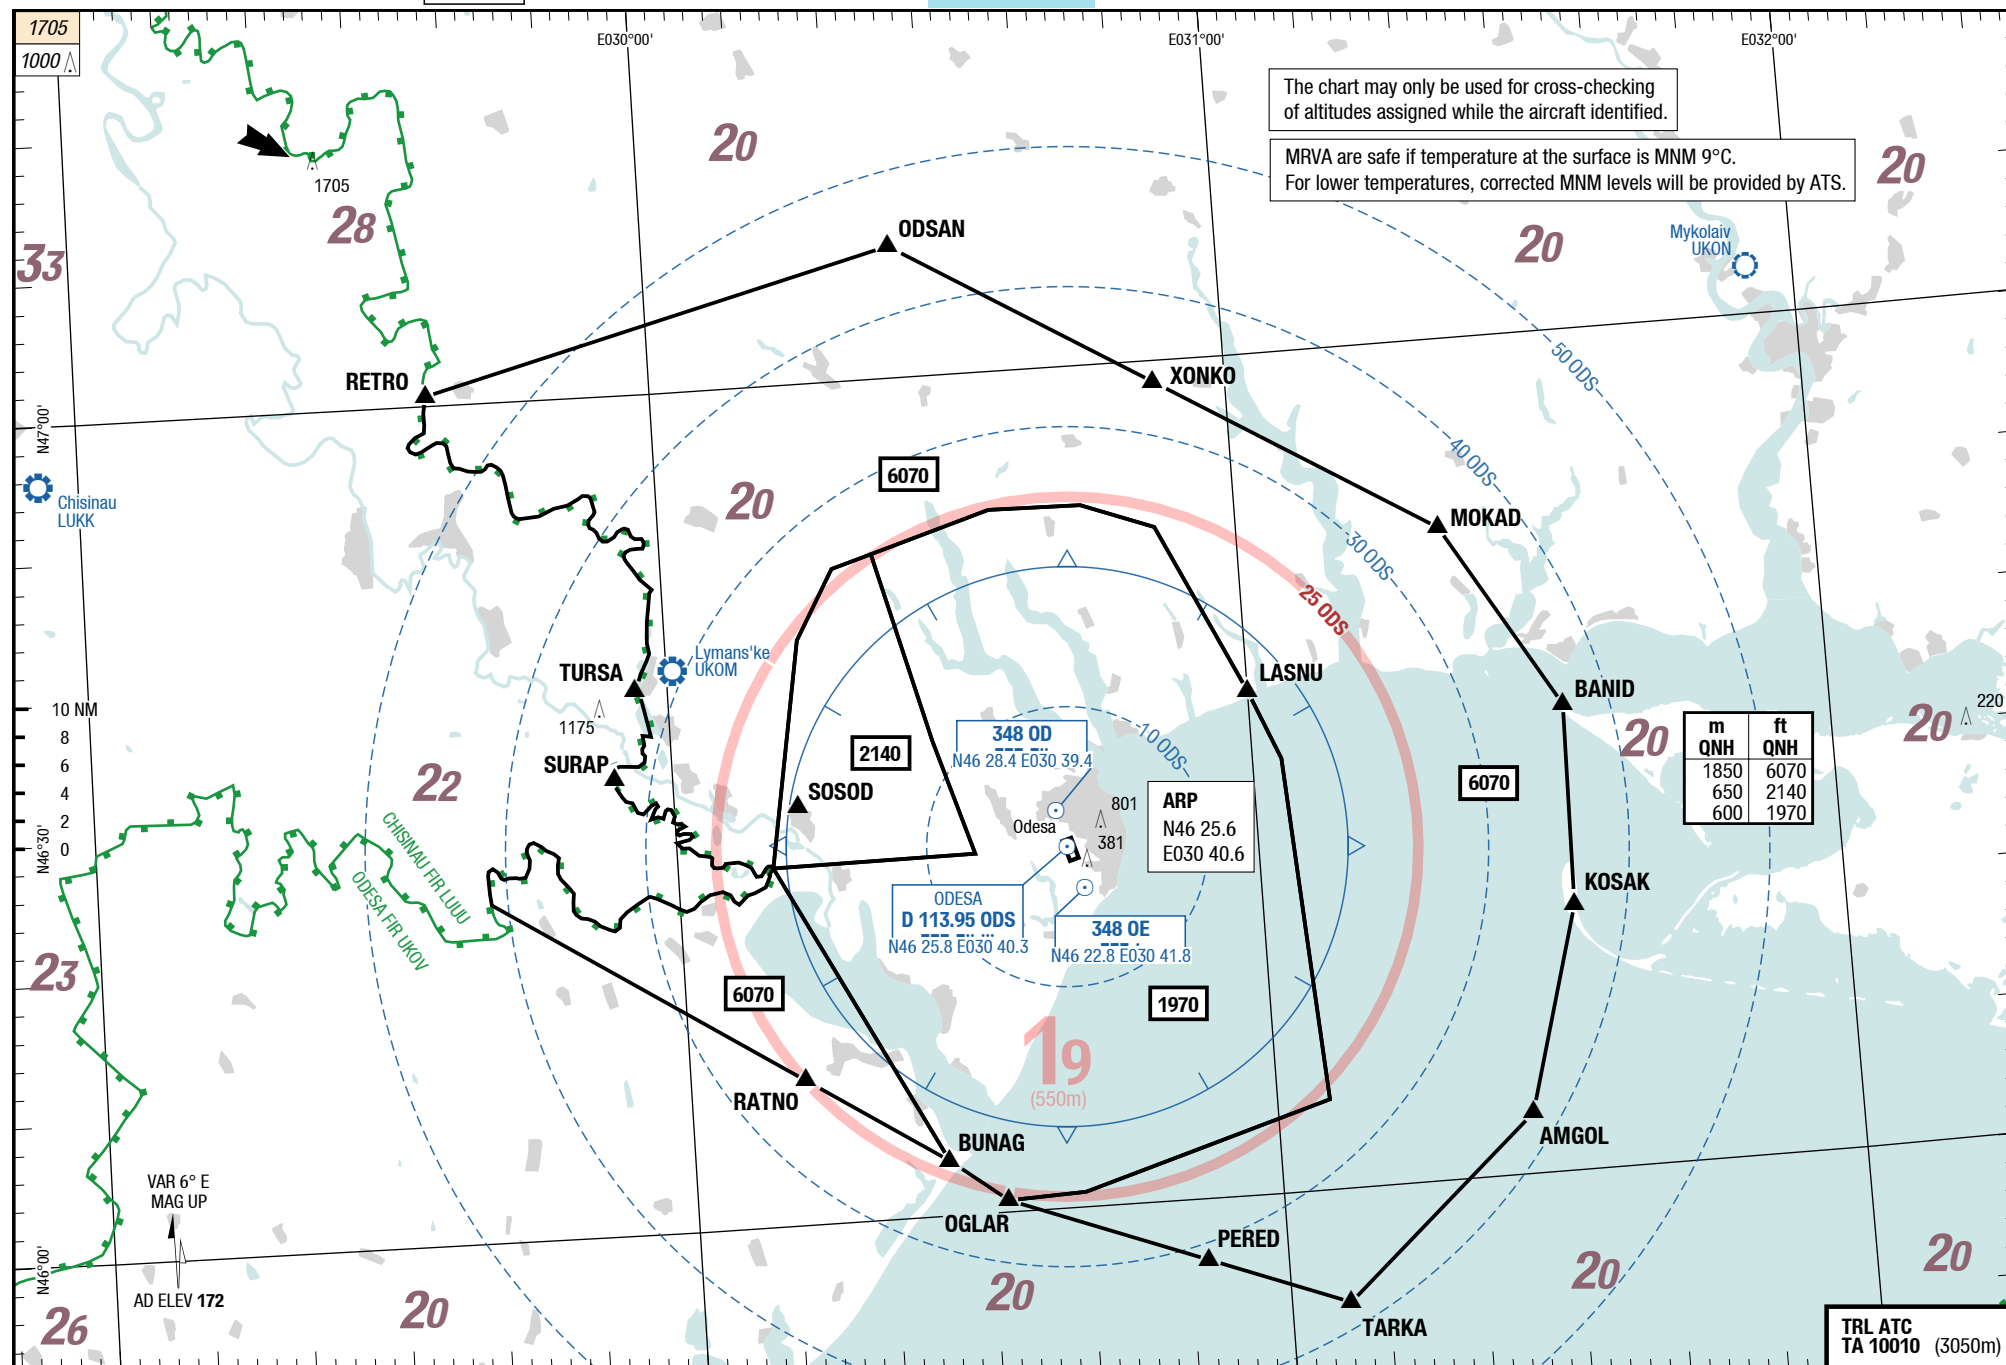 1705
1000
E030°00'
E031°00'
E032°00'
The chart may only be used for cross-checking
of altitudes assigned while the aircraft identified.
MRVA are safe if temperature at the surface is MNM 9°C.
For lower temperatures, corrected MNM levels will be provided by ATS.
20
20
1705
28
33
ODSAN
20
Mykolaiv
UKON
50 ODS
RETRO
XONKO
N47°00'
40 ODS
6070
20
Chisinau
LUKK
MOKAD
30 ODS
25 ODS
Lymans'ke
UKOM
TURSA
LASNU
BANID
1175
10 NM
8
6
4
2
0
N46°30'
SURAP
22
2140
SOSOD
348 OD
N46 28.4 E030 39.4
10 ODS
20
20
220
m ft
QNH QNH
1850 6070
650 2140
600 1970
6070
801
Odesa
381
ARP
N46 25.6
E030 40.6
CHISINAU FIR LUUU
ODESA FIR UKOV
KOSAK
ODESA
D 113.95 ODS
N46 25.8 E030 40.3
348 OE
N46 22.8 E030 41.8
23
6070
1970
19
(550m)
RATNO
AMGOL
BUNAG
VAR 6° E
MAG UP
OGLAR
PERED
N46°00'
20
20
20
20
AD ELEV 172
26
TARKA
TRL ATC
TA 10010 (3050m)